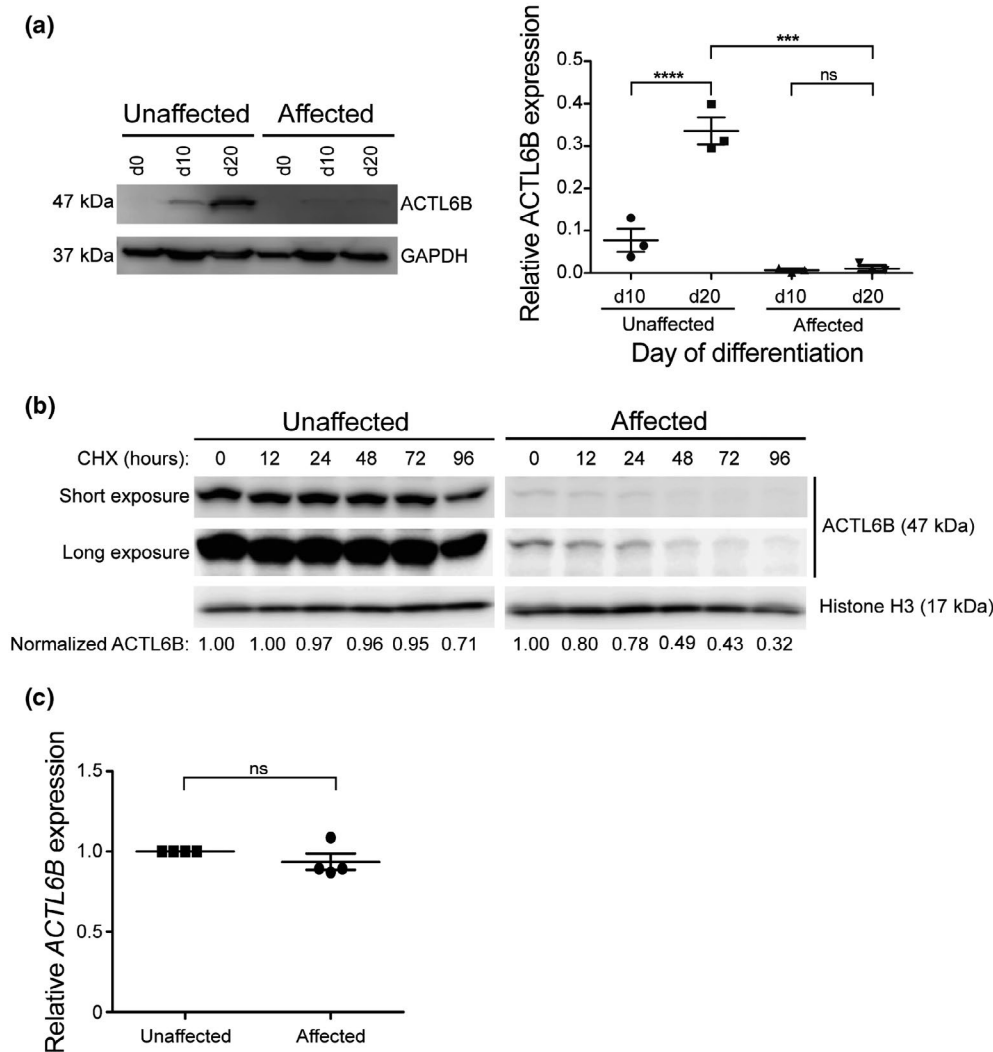 (a)
Unaffected Affected
d0 d10 d20 d0 d10 d20
47 kDa ACTL6B
37 kDa GAPDH
Relative ACTL6B expression
0.5
0.4
0.3
0.2
0.1
0.0
****
***
ns
d10 d20 d10 d20
Unaffected Affected
Day of differentiation
(b)
Unaffected Affected
CHX (hours): 0 12 24 48 72 96 0 12 24 48 72 96
Short exposure
Long exposure
ACTL6B (47 kDa)
Histone H3 (17 kDa)
Normalized ACTL6B: 1.00 1.00 0.97 0.96 0.95 0.71 1.00 0.80 0.78 0.49 0.43 0.32
(c)
Relative ACTL6B expression
1.5
1.0
0.5
0
ns
Unaffected Affected